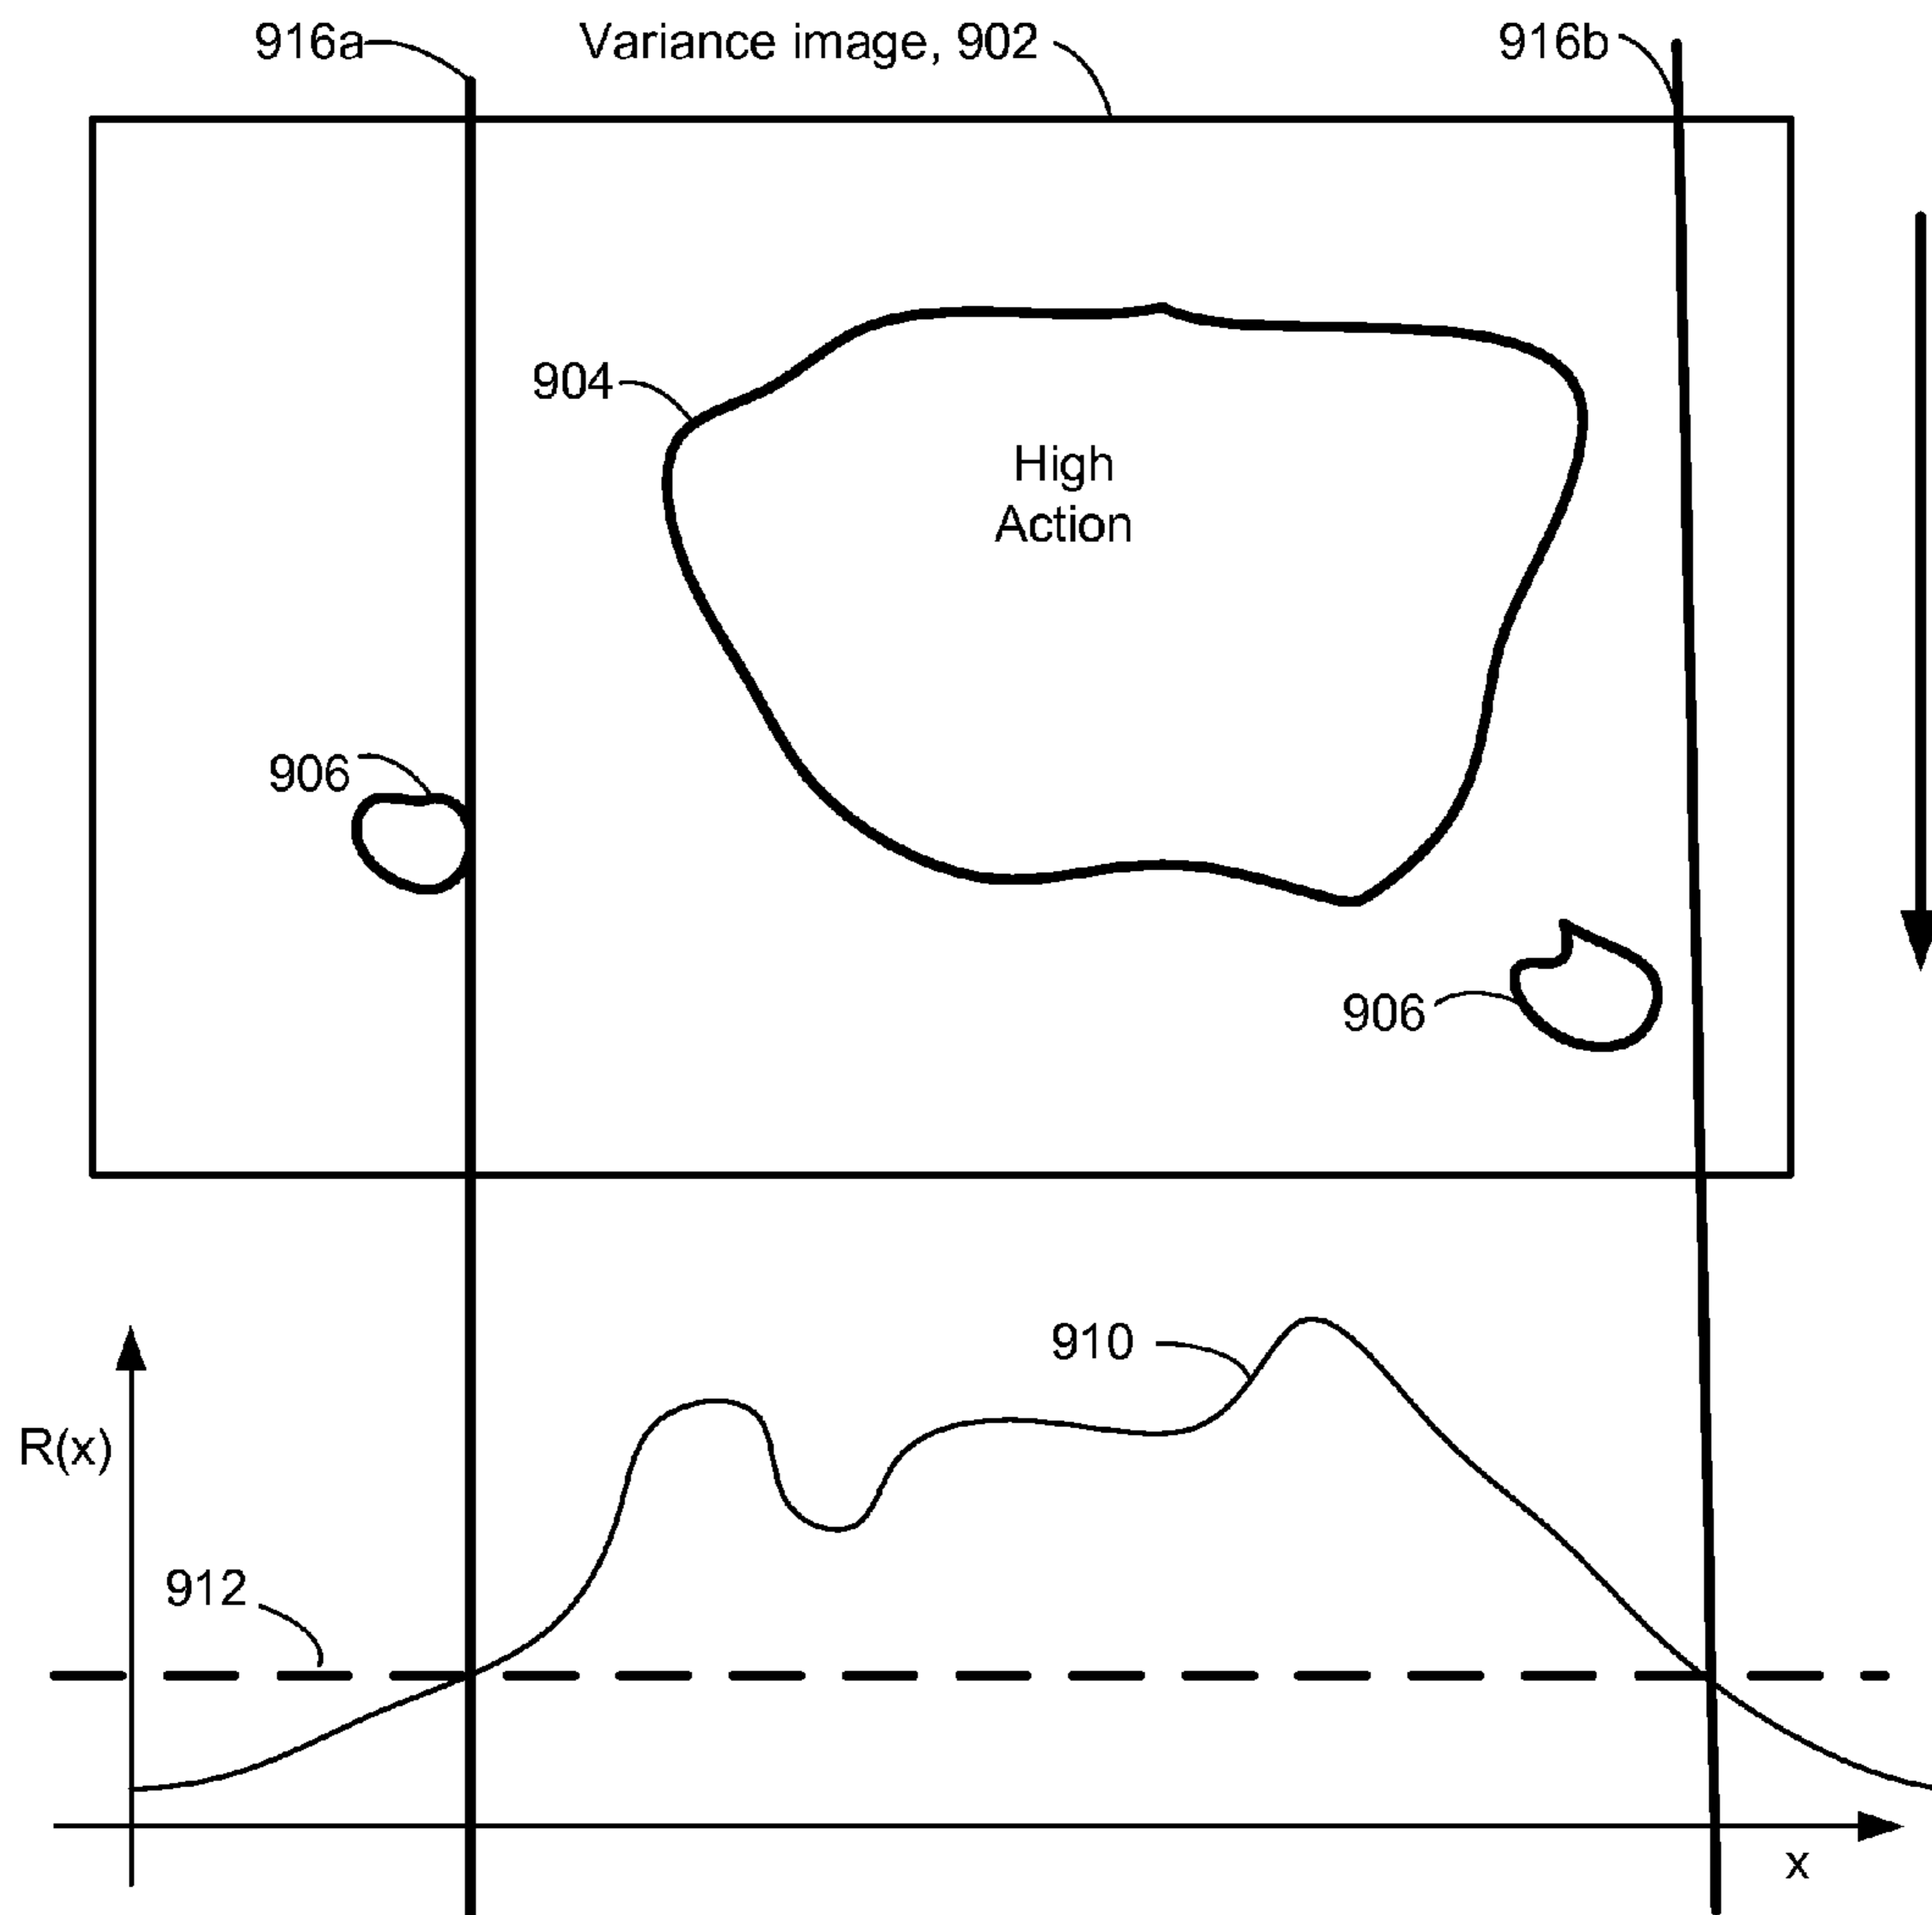 916a
Variance image, 902
916b
904
High
Action
906
906
910
R(x)
912
x